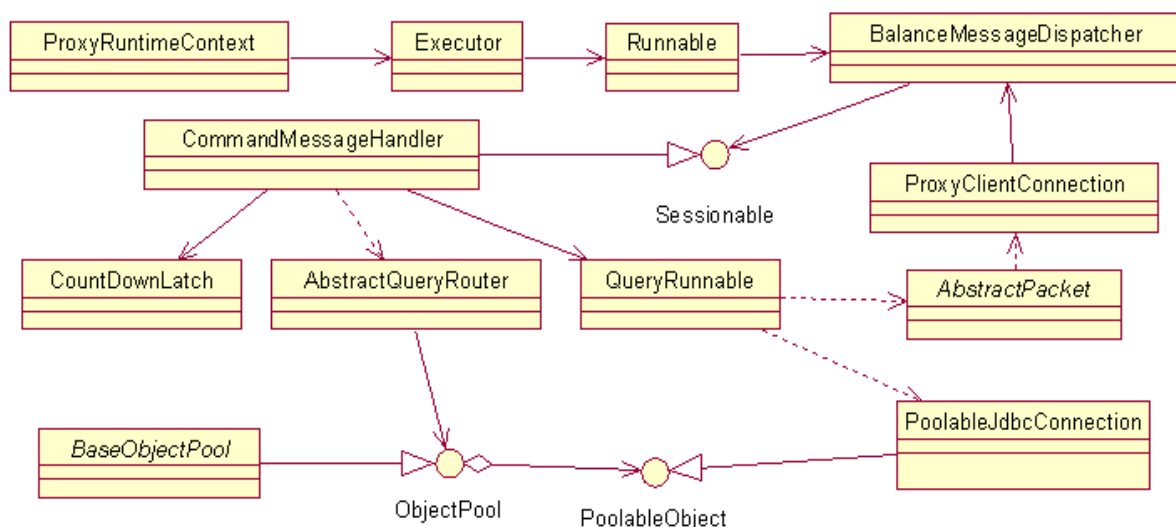 ProxyRuntimeContext
Executor
Runnable
BalanceMessageDispatcher
CommandMessageHandler
Sessionable
ProxyClientConnection
CountDownLatch
AbstractQueryRouter
QueryRunnable
AbstractPacket
BaseObjectPool
ObjectPool
PoolableObject
PoolableJdbcConnection